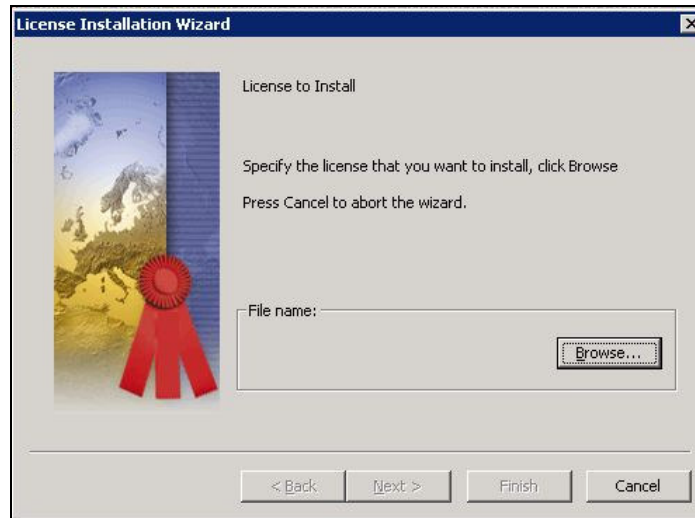 License Installation Wizard
License to Install
Specify the license that you want to install, click Browse
Press Cancel to abort the wizard.
File name:
Browse...
< Back
Next >
Finish
Cancel